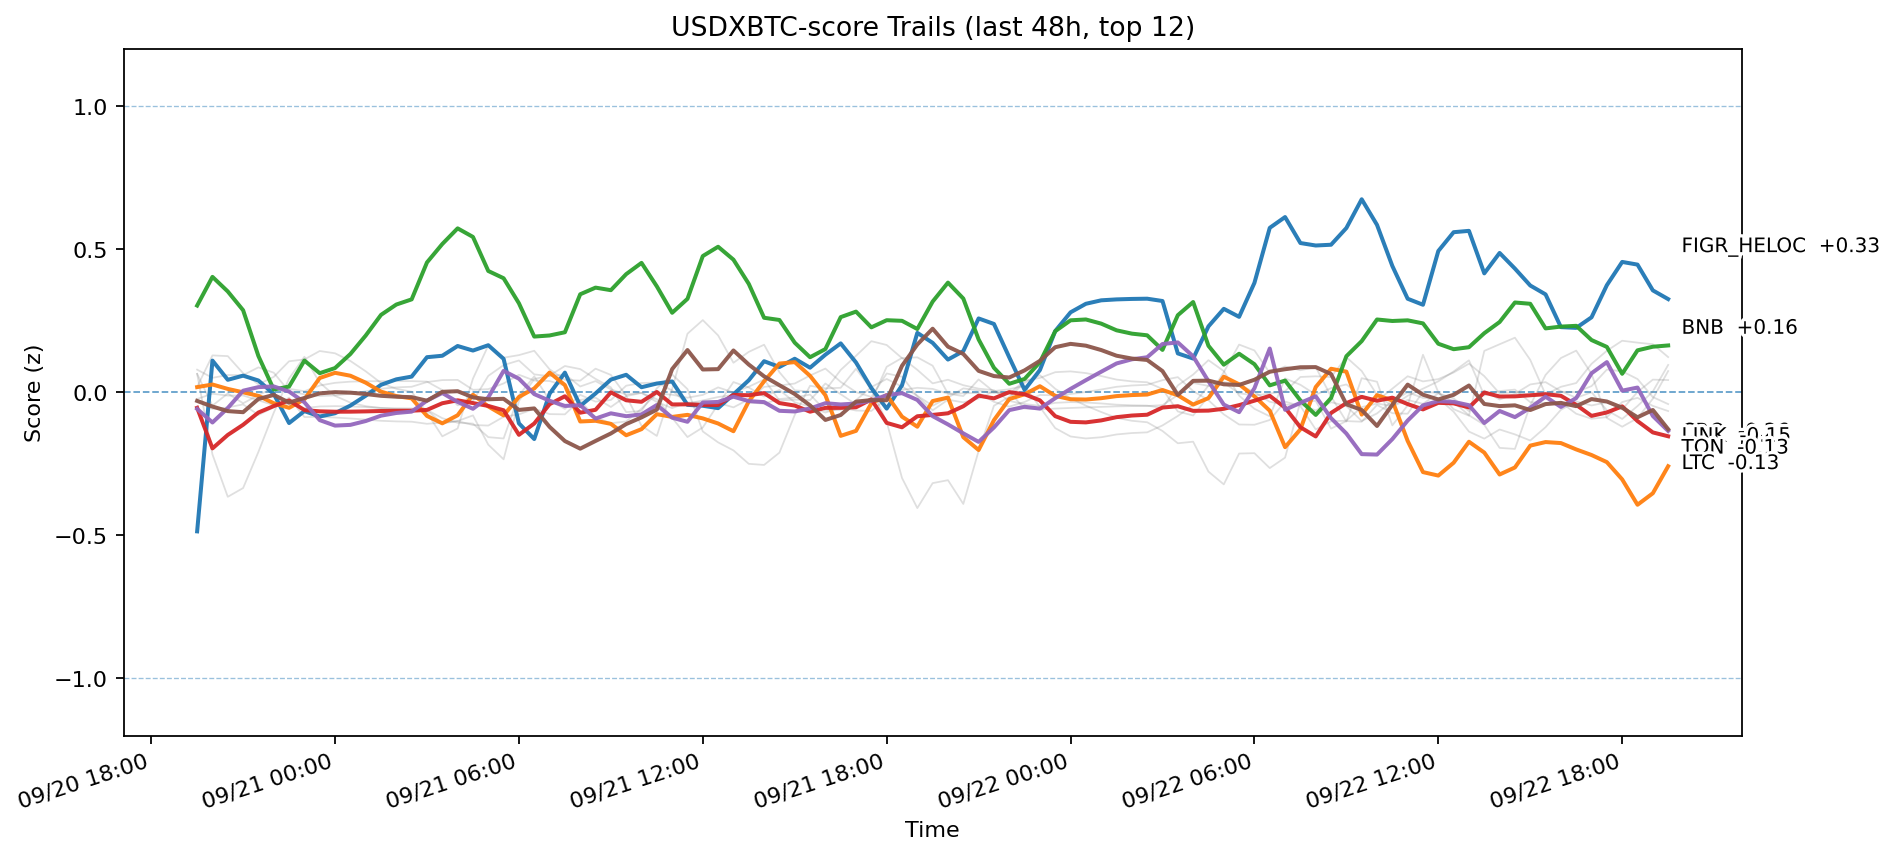 USDXBTC-score Trails (last 48h, top 12)
Score (z)
1.0
0.5
0.0
−0.5
−1.0
FIGR_HELOC +0.33
BNB +0.16
LINK
TON -0.13
LTC -0.13
09/20 18:00
09/21 00:00
09/21 06:00
09/21 12:00
09/21 18:00
09/22 00:00
09/22 06:00
09/22 12:00
09/22 18:00
Time